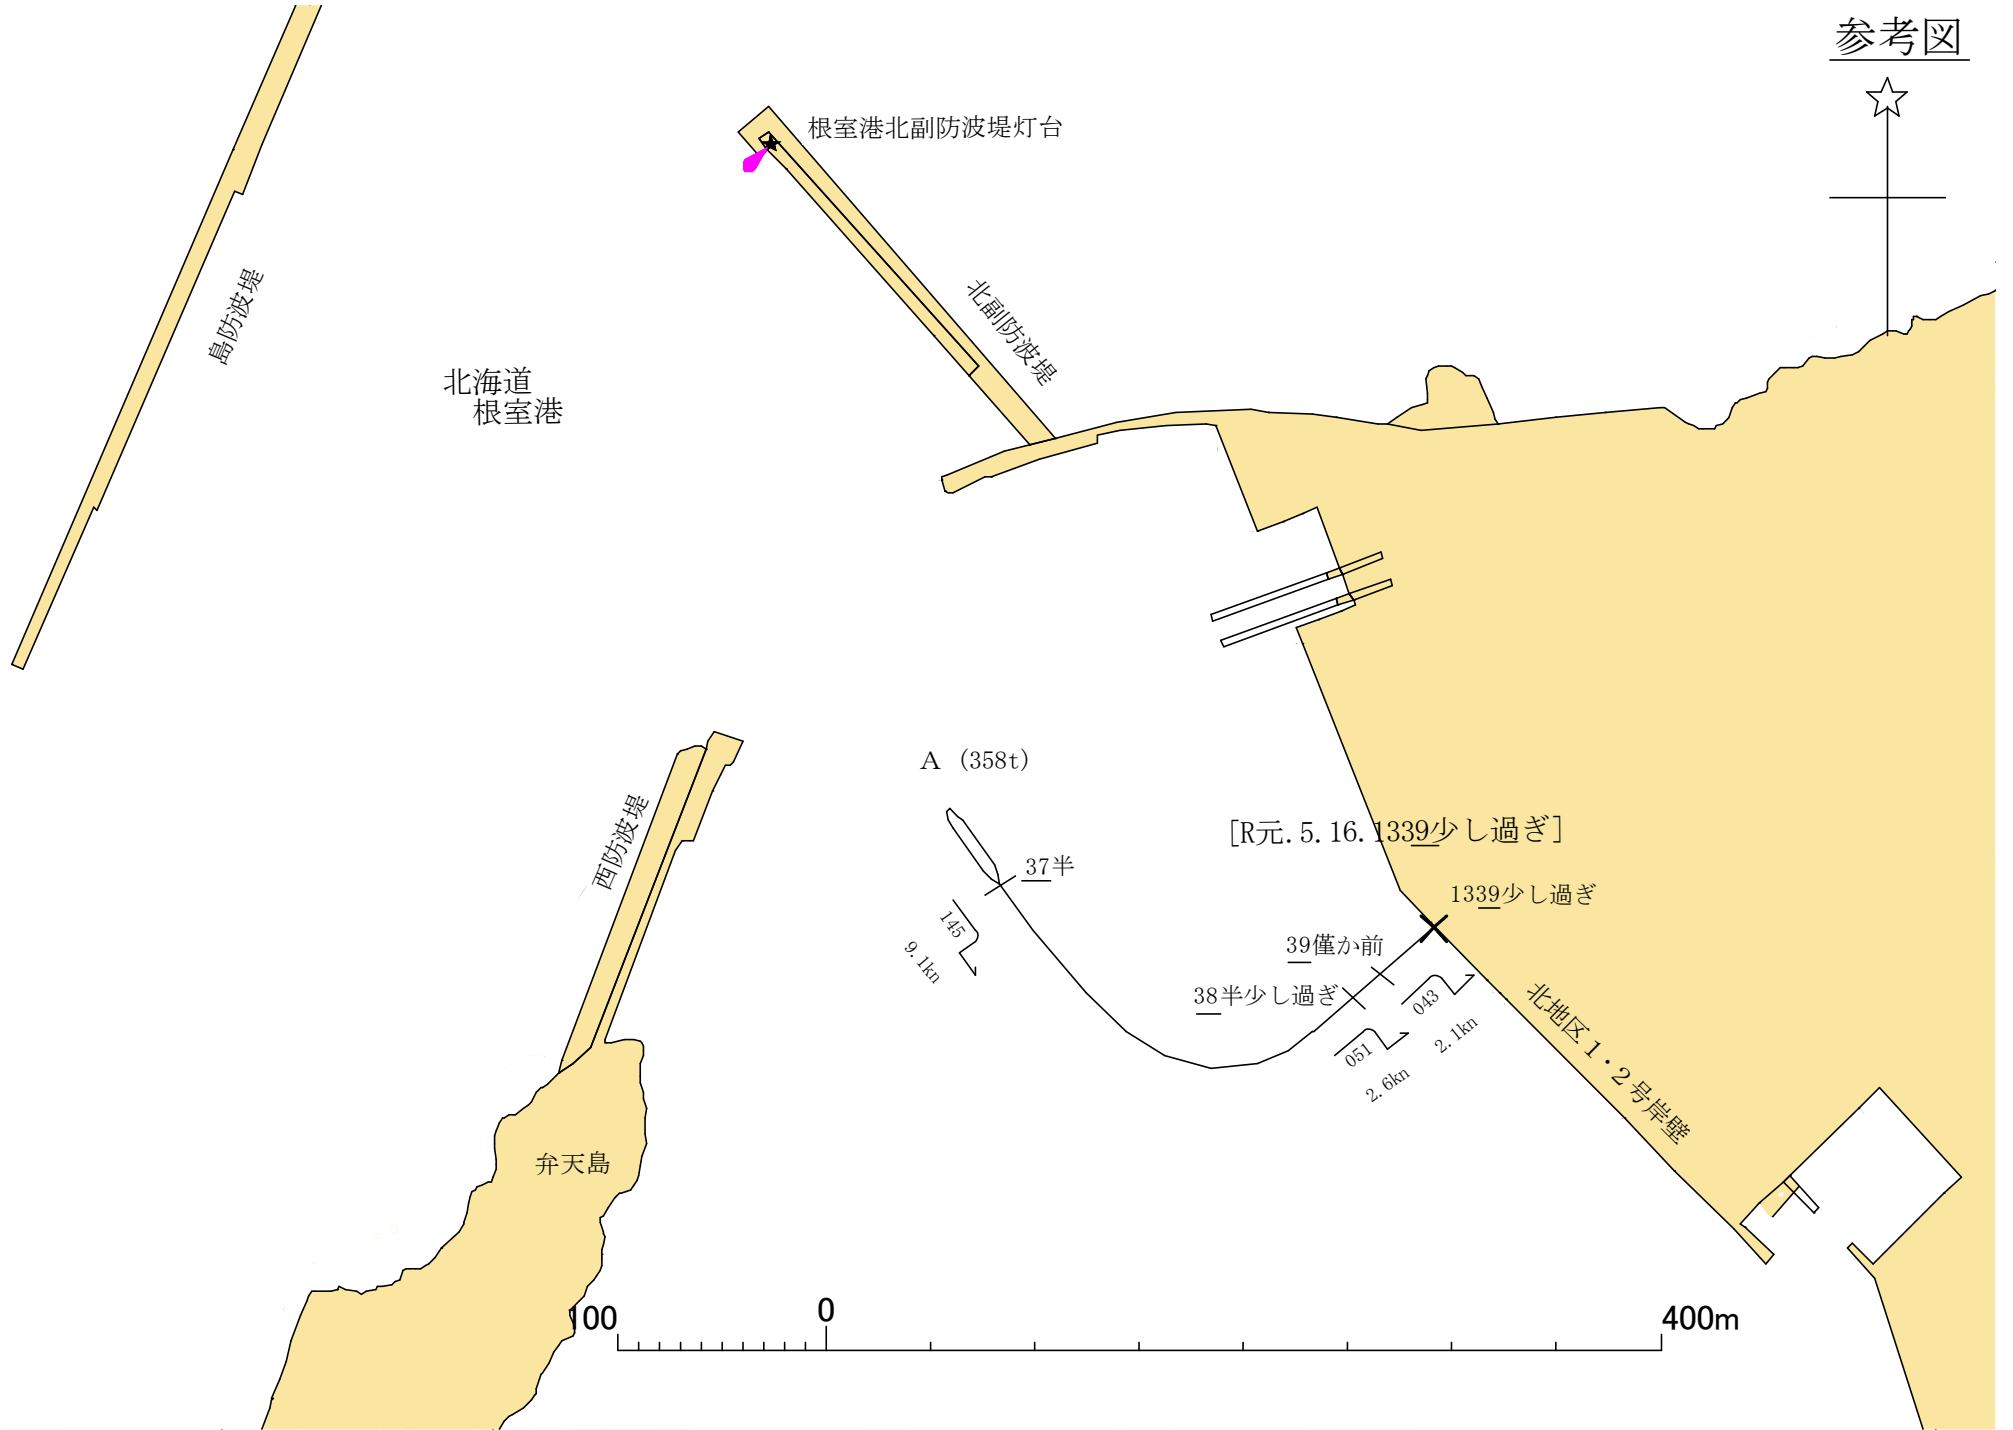 参考図
根室港北副防波堤灯台
島防波堤
北副防波堤
北海道
根室港
A (358t)
西防波堤
[R元.5.16.1339少し過ぎ]
37半
1339少し過ぎ
145
9.1kn
39僅か前
38半少し過ぎ
043
2.1kn
051
2.6kn
北地区1・2号岸壁
弁天島
100
0
400m